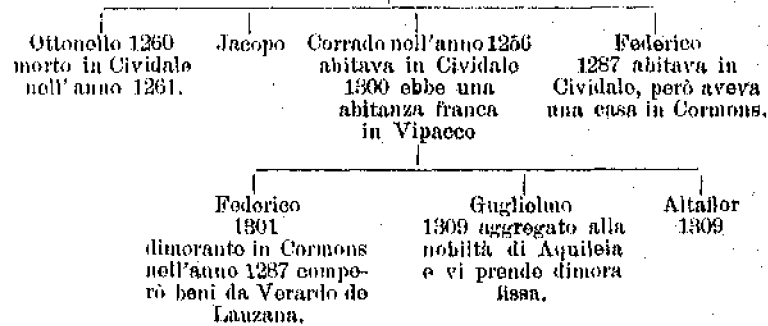 Ottonello 1260
morto in Cividale
nell'anno 1261.
Jacopo
Corrado nell'anno 1256
abitava in Cividale
1300 ebbe una
abitanza franca
in Vipacco
Federico
1287 abitava in
Cividale, però aveva
una casa in Cormons.
Federico
1301
dimorante in Cormons
nell'anno 1287 compe-
rò beni da Verardo de
Lauzana.
Guglielmo
1309 aggregato alla
nobiltà di Aquileia
e vi prende dimora
fissa.
Altaflor
1309